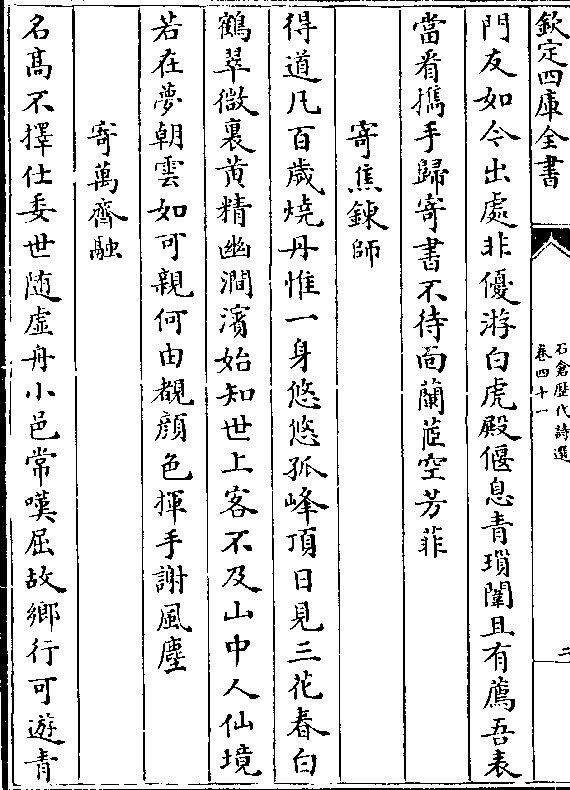 欽定四庫全書
石倉歴代詩選
卷四十一
三
門友如今出處非優游白虎殿偃息青瑣闈且有薦吾表
當看攜手歸寄書不待面蘭茝空芳菲
寄焦鍊師
得道凡百歲燒丹惟一身悠悠孤峰頂日見三花春白
鶴翠微裏黄精幽澗濱始知世上客不及山中人仙境
若在夢朝雲如可親何由覩顔色揮手謝風塵
寄萬齊融
名髙不擇仕委世随虚舟小邑常嘆屈故鄉行可遊青